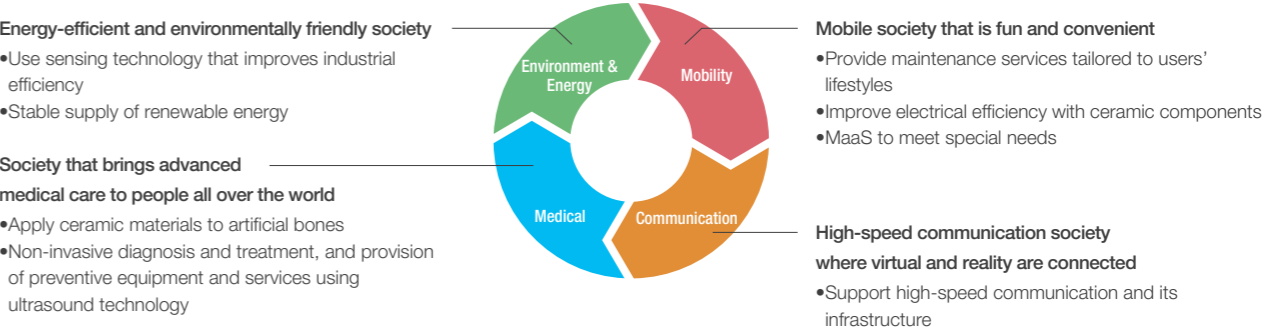 Energy-efficient and environmentally friendly society
•Use sensing technology that improves industrial
efficiency
•Stable supply of renewable energy
Society that brings advanced
medical care to people all over the world
•Apply ceramic materials to artificial bones
•Non-invasive diagnosis and treatment, and provision
of preventive equipment and services using
ultrasound technology
Environment &
Energy
Mobility
Medical
Communication
Mobile society that is fun and convenient
•Provide maintenance services tailored to users’
lifestyles
•Improve electrical efficiency with ceramic components
•MaaS to meet special needs
High-speed communication society
where virtual and reality are connected
•Support high-speed communication and its
infrastructure